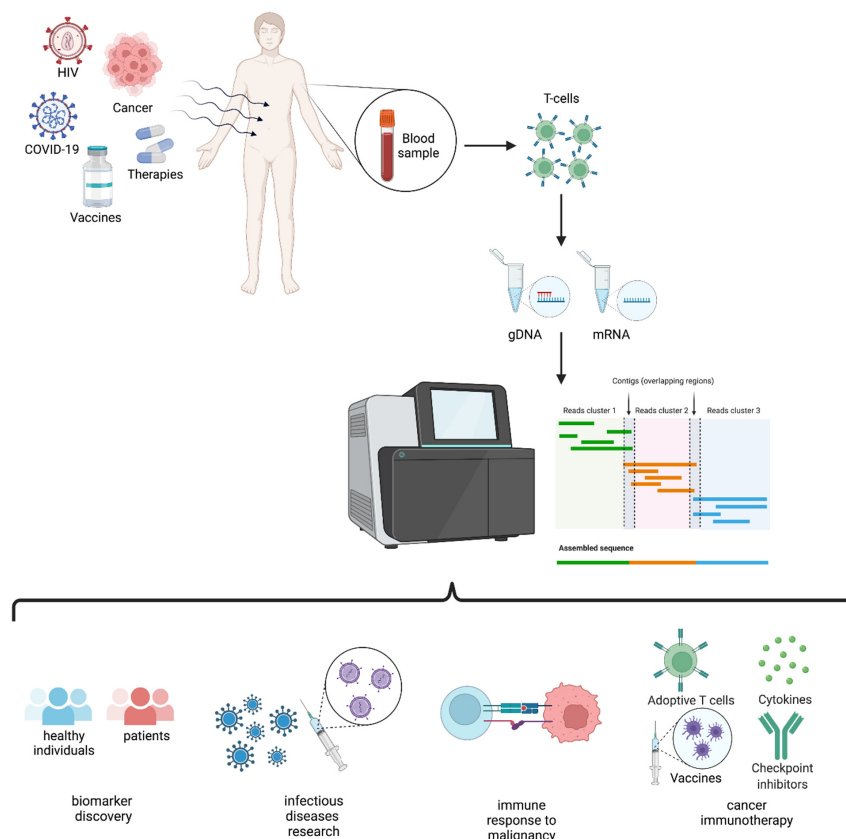 HIV
Cancer
COVID-19
Therapies
Vaccines
Blood
sample
T-cells
gDNA
mRNA
Contigs (overlapping regions)
Reads cluster 1
Reads cluster 2
Reads cluster 3
Assembled sequence
healthy
individuals
patients
Adoptive T cells
Cytokines
Vaccines
Checkpoint
inhibitors
biomarker
discovery
infectious
diseases
research
immune
response to
malignancy
cancer
immunotherapy